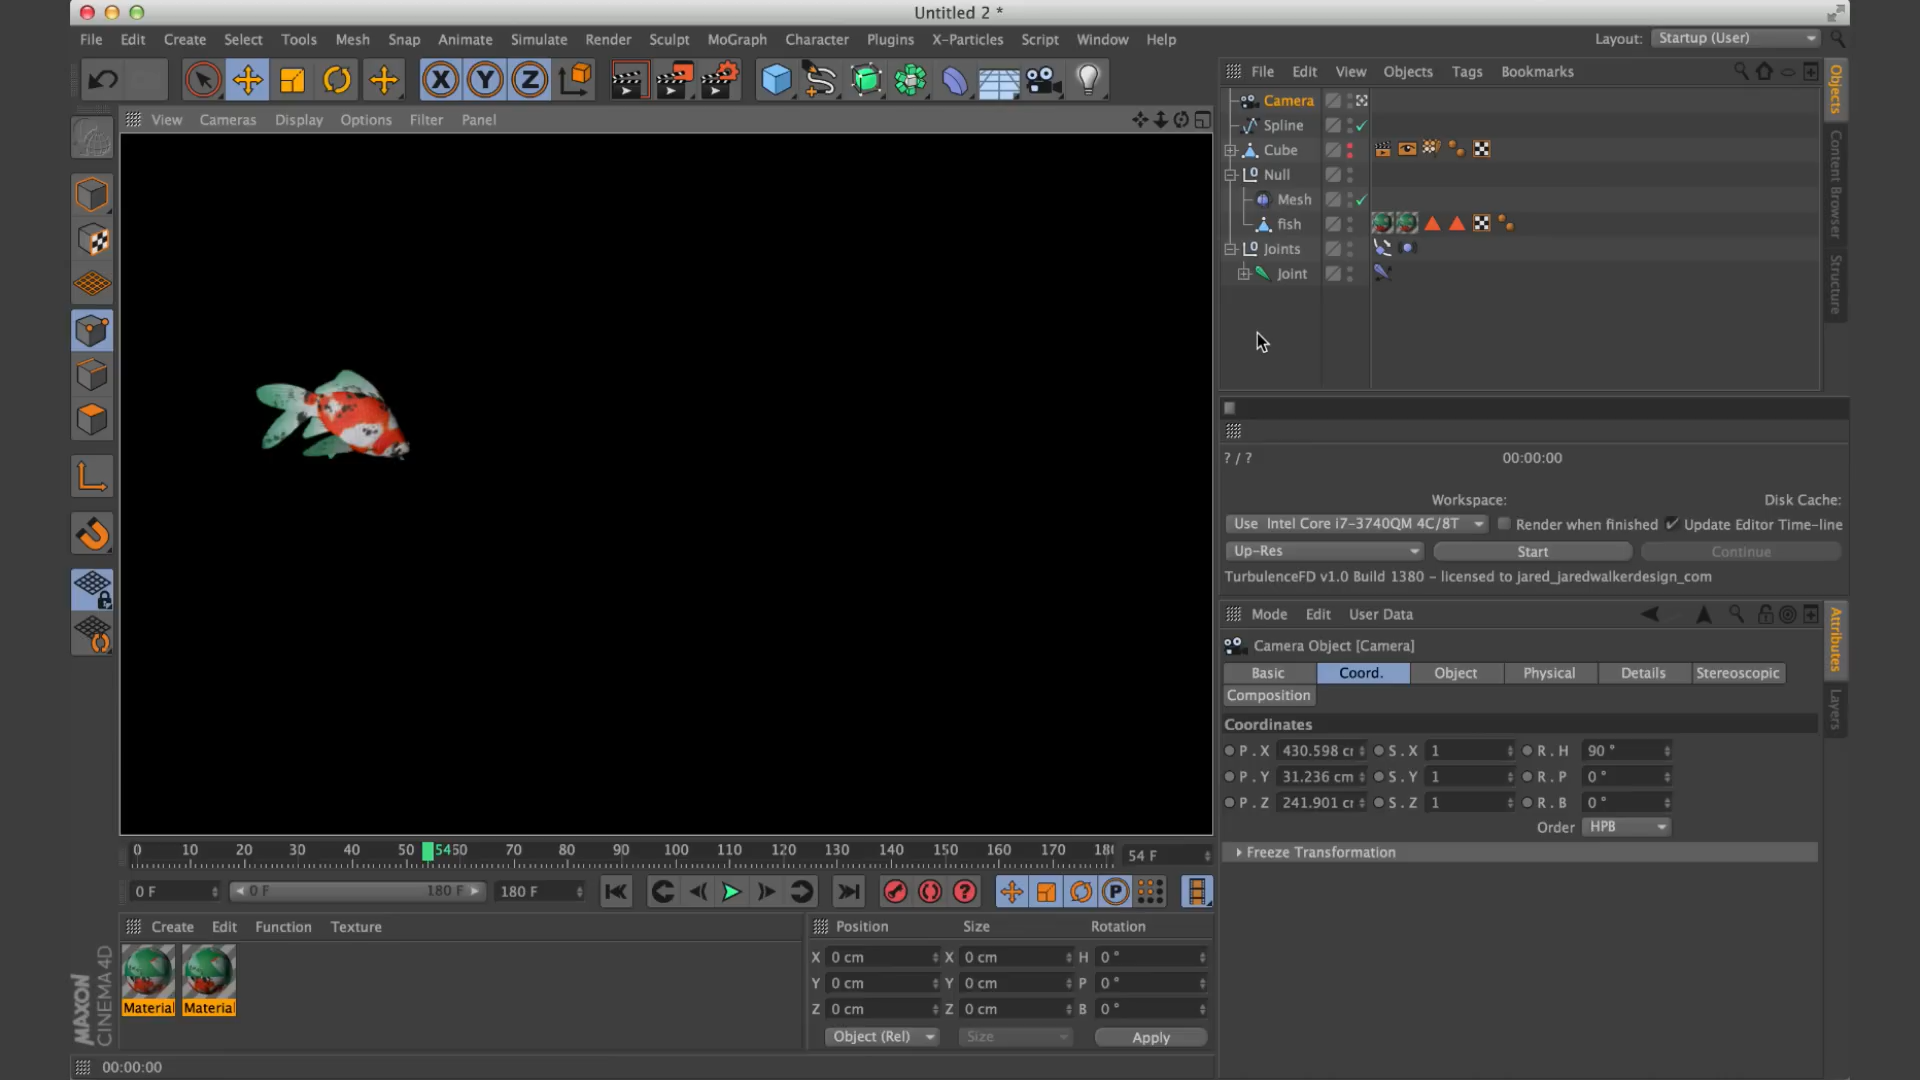 Untitled 2 *
File Edit Create Select Tools Mesh Snap Animate Simulate Render Sculpt MoGraph Character Plugins X-Particles Script Window Help
Layout: Startup (User)
X Y Z
File Edit View Objects Tags Bookmarks
View Cameras Display Options Filter Panel
Camera
Spline
Cube
Null
Mesh
fish
Joints
Joint
Objects
Content Browser
Structure
? / ? 00:00:00
Workspace: Disk Cache:
Use Intel Core i7-3740QM 4C/8T Render when finished Update Editor Time-line
Up-Res Start Continue
TurbulenceFD v1.0 Build 1380 – licensed to Jared_jaredwalkerdesign_com
Mode Edit User Data
Camera Object [Camera]
Basic Coord. Object Physical Details Stereoscopic
Composition
Attributes
Layers
Coordinates
P . X 430.598 cr S . X 1 R . H 90 °
P . Y 31.236 cm S . Y 1 R . P 0 °
P . Z 241.901 cr S . Z 1 R . B 0 °
Order HPB
Freeze Transformation
0 10 20 30 40 50 5460 70 80 90 100 110 120 130 140 150 160 170 180 54 F
0 F 0 F 180 F 180 F
P
Create Edit Function Texture
Material Material
Position Size Rotation
X 0 cm X 0 cm H 0 °
Y 0 cm Y 0 cm P 0 °
Z 0 cm Z 0 cm B 0 °
Object (Rel) Size Apply
MAXON
CINEMA 4D
00:00:00